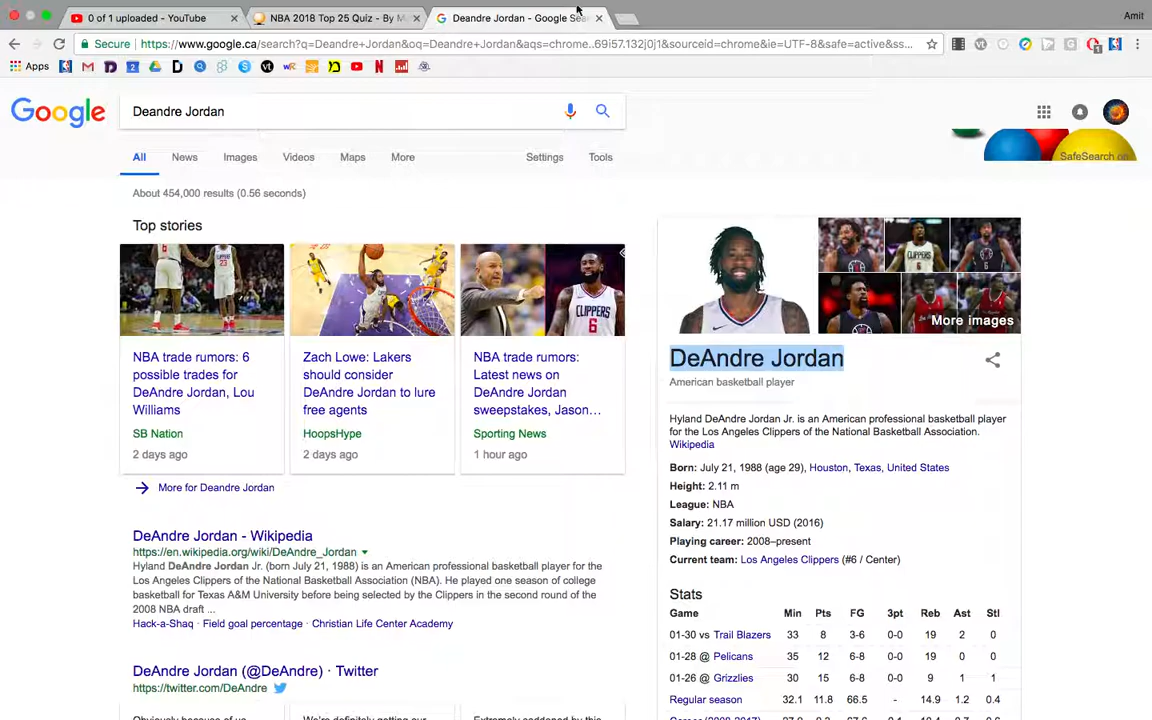 0 of 1 uploaded - YouTube
NBA 2018 Top 25 Quiz - By M
Deandre Jordan - Google Sea
Amit
Secure https://www.google.ca/search?q=Deandre+Jordan&oq=Deandre+Jordan&aqs=chrome..69i57.132j0j1&sourceid=chrome&ie=UTF-8&safe=active&ss...
Apps
Google
Deandre Jordan
All News Images Videos Maps More Settings Tools
SafeSearch on
About 454,000 results (0.56 seconds)
Top stories
NBA trade rumors: 6
possible trades for
DeAndre Jordan, Lou
Williams
SB Nation
2 days ago
Zach Lowe: Lakers
should consider
DeAndre Jordan to lure
free agents
HoopsHype
2 days ago
NBA trade rumors:
Latest news on
DeAndre Jordan
sweepstakes, Jason...
Sporting News
1 hour ago
More for Deandre Jordan
DeAndre Jordan - Wikipedia
https://en.wikipedia.org/wiki/DeAndre_Jordan
Hyland DeAndre Jordan Jr. (born July 21, 1988) is an American professional basketball player for the
Los Angeles Clippers of the National Basketball Association (NBA). He played one season of college
basketball for Texas A&M University before being selected by the Clippers in the second round of the
2008 NBA draft ...
Hack-a-Shaq · Field goal percentage · Christian Life Center Academy
DeAndre Jordan (@DeAndre) · Twitter
https://twitter.com/DeAndre
More images
DeAndre Jordan
American basketball player
Hyland DeAndre Jordan Jr. is an American professional basketball player
for the Los Angeles Clippers of the National Basketball Association.
Wikipedia
Born: July 21, 1988 (age 29), Houston, Texas, United States
Height: 2.11 m
League: NBA
Salary: 21.17 million USD (2016)
Playing career: 2008–present
Current team: Los Angeles Clippers (#6 / Center)
Stats
Game Min Pts FG 3pt Reb Ast Stl
01-30 vs Trail Blazers 33 8 3-6 0-0 19 2 0
01-28 @ Pelicans 35 12 6-8 0-0 19 0 0
01-26 @ Grizzlies 30 15 6-8 0-0 9 1 1
Regular season 32.1 11.8 66.5 - 14.9 1.2 0.4